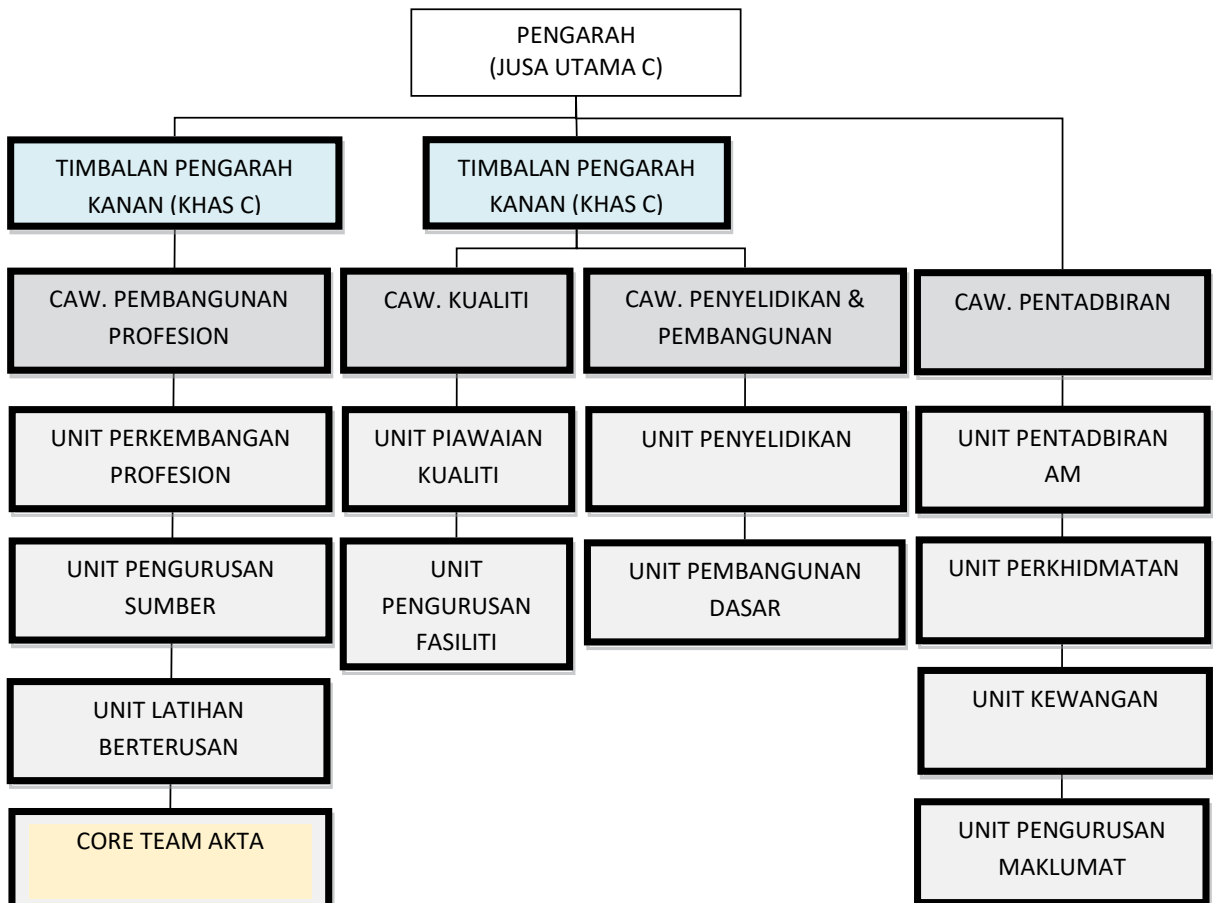 PENGARAH
(JUSA UTAMA C)
TIMBALAN PENGARAH
KANAN (KHAS C)
TIMBALAN PENGARAH
KANAN (KHAS C)
CAW. PEMBANGUNAN
PROFESION
CAW. KUALITI
CAW. PENYELIDIKAN &
PEMBANGUNAN
CAW. PENTADBIRAN
UNIT PERKEMBANGAN
PROFESION
UNIT PIAWAIAN
KUALITI
UNIT PENYELIDIKAN
UNIT PENTADBIRAN
AM
UNIT PENGURUSAN
SUMBER
UNIT
PENGURUSAN
FASILITI
UNIT PEMBANGUNAN
DASAR
UNIT PERKHIDMATAN
UNIT LATIHAN
BERTERUSAN
UNIT KEWANGAN
CORE TEAM AKTA
UNIT PENGURUSAN
MAKLUMAT